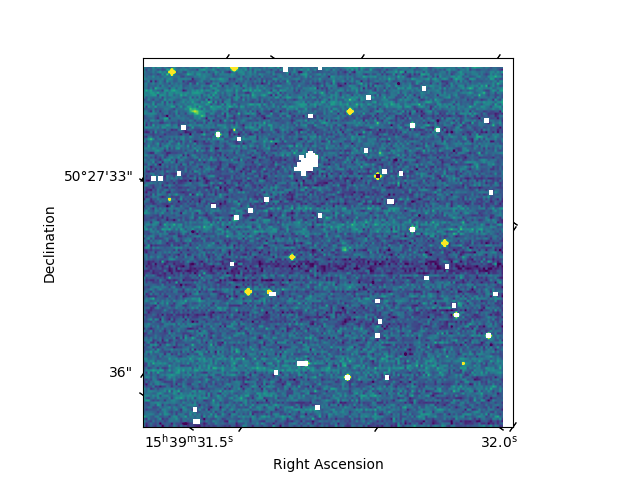 Declination
50°27'33"
36"
15ʰ39ᵐ31.5ˢ
32.0ˢ
Right Ascension